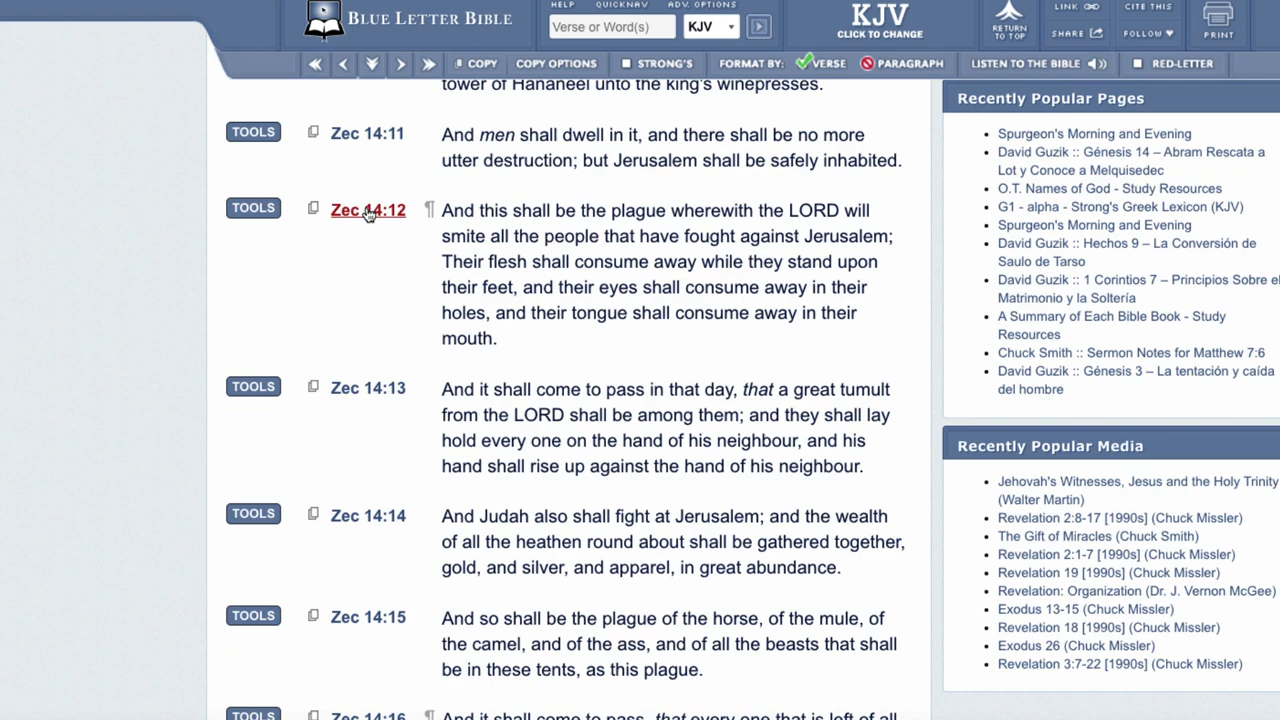 BLUE LETTER BIBLE
HELP QUICKNAV ADV. OPTIONS
Verse or Word(s) KJV
KJV
CLICK TO CHANGE
RETURN
TO TOP
LINK CITE THIS
SHARE FOLLOW
PRINT
COPY COPY OPTIONS STRONG'S FORMAT BY: VERSE PARAGRAPH LISTEN TO THE BIBLE RED-LETTER
tower of Hananeel unto the king's winepresses.
TOOLS Zec 14:11 And men shall dwell in it, and there shall be no more
utter destruction; but Jerusalem shall be safely inhabited.
TOOLS Zec 14:12 ¶ And this shall be the plague wherewith the LORD will
smite all the people that have fought against Jerusalem;
Their flesh shall consume away while they stand upon
their feet, and their eyes shall consume away in their
holes, and their tongue shall consume away in their
mouth.
TOOLS Zec 14:13 And it shall come to pass in that day, that a great tumult
from the LORD shall be among them; and they shall lay
hold every one on the hand of his neighbour, and his
hand shall rise up against the hand of his neighbour.
TOOLS Zec 14:14 And Judah also shall fight at Jerusalem; and the wealth
of all the heathen round about shall be gathered together,
gold, and silver, and apparel, in great abundance.
TOOLS Zec 14:15 And so shall be the plague of the horse, of the mule, of
the camel, and of the ass, and of all the beasts that shall
be in these tents, as this plague.
TOOLS Zec 14:16 ¶ And it shall come to pass, that every one that is left of all
Recently Popular Pages
Spurgeon's Morning and Evening
David Guzik :: Génesis 14 – Abram Rescata a
Lot y Conoce a Melquisedec
O.T. Names of God - Study Resources
G1 - alpha - Strong's Greek Lexicon (KJV)
Spurgeon's Morning and Evening
David Guzik :: Hechos 9 – La Conversión de
Saulo de Tarso
David Guzik :: 1 Corintios 7 – Principios Sobre el
Matrimonio y la Soltería
A Summary of Each Bible Book - Study
Resources
Chuck Smith :: Sermon Notes for Matthew 7:6
David Guzik :: Génesis 3 – La tentación y caída
del hombre
Recently Popular Media
Jehovah's Witnesses, Jesus and the Holy Trinity
(Walter Martin)
Revelation 2:8-17 [1990s] (Chuck Missler)
The Gift of Miracles (Chuck Smith)
Revelation 2:1-7 [1990s] (Chuck Missler)
Revelation 19 [1990s] (Chuck Missler)
Revelation: Organization (Dr. J. Vernon McGee)
Exodus 13-15 (Chuck Missler)
Revelation 18 [1990s] (Chuck Missler)
Exodus 26 (Chuck Missler)
Revelation 3:7-22 [1990s] (Chuck Missler)